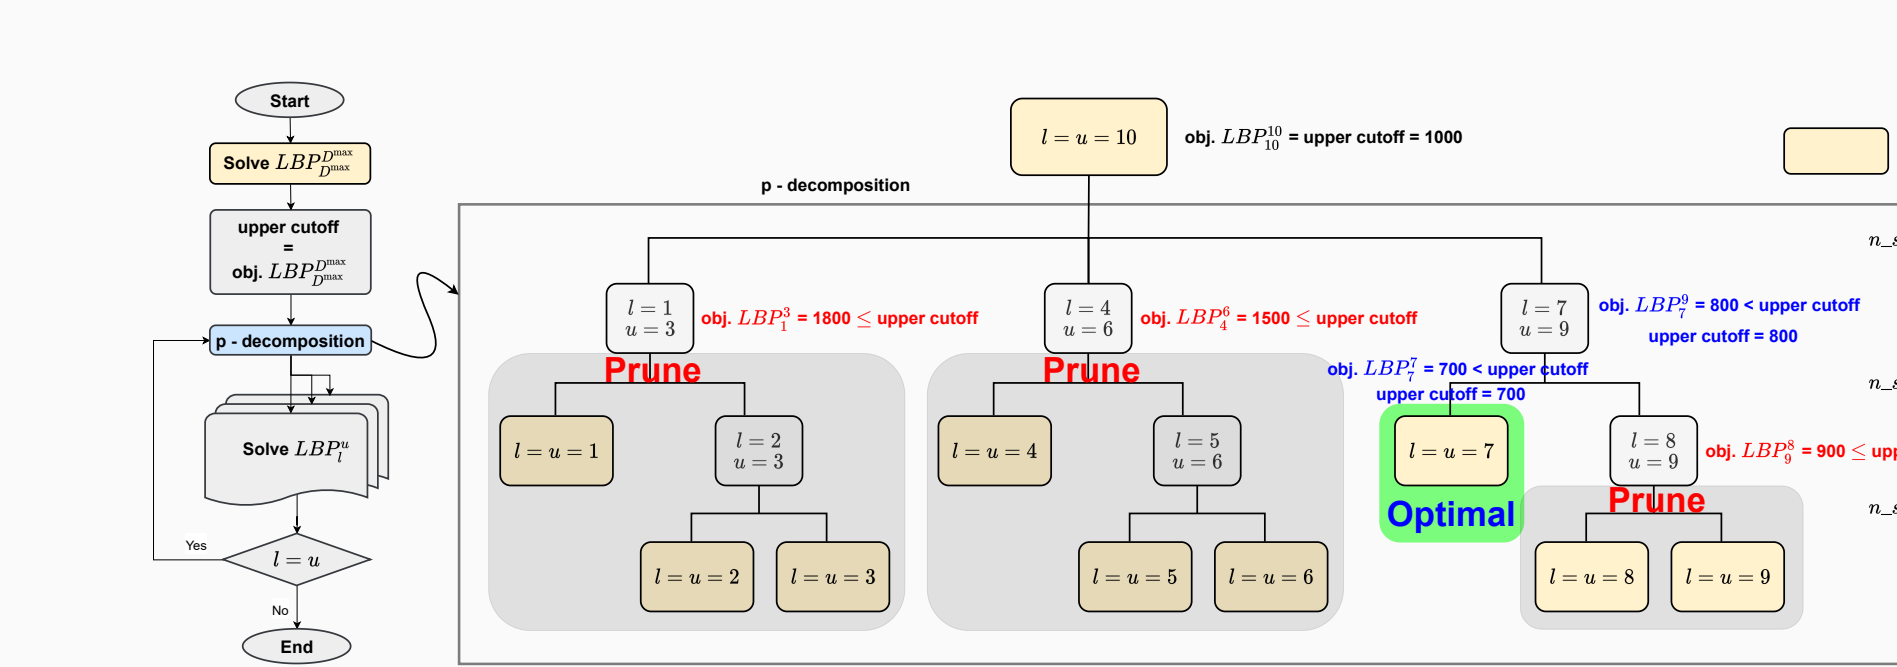 Start
Solve $LBP_{D^{\max}}^{D^{\max}}$
upper cutoff
=
obj. $LBP_{D^{\max}}^{D^{\max}}$
p - decomposition
Solve $LBP_l^u$
Yes
$l = u$
No
End
$l = u = 10$
obj. $LBP_{10}^{10}$ = upper cutoff = 1000
p - decomposition
$l = 1$
$u = 3$
obj. $LBP_1^3$ = 1800 ≤ upper cutoff
$l = 4$
$u = 6$
obj. $LBP_4^6$ = 1500 ≤ upper cutoff
$l = 7$
$u = 9$
obj. $LBP_7^9$ = 800 < upper cutoff
upper cutoff = 800
Prune
Prune
obj. $LBP_7^7$ = 700 < upper cutoff
upper cutoff = 700
$l = u = 1$
$l = 2$
$u = 3$
$l = u = 4$
$l = 5$
$u = 6$
$l = u = 7$
Optimal
$l = 8$
$u = 9$
obj. $LBP_9^8$ = 900 ≤ upp
Prune
$l = u = 2$
$l = u = 3$
$l = u = 5$
$l = u = 6$
$l = u = 8$
$l = u = 9$